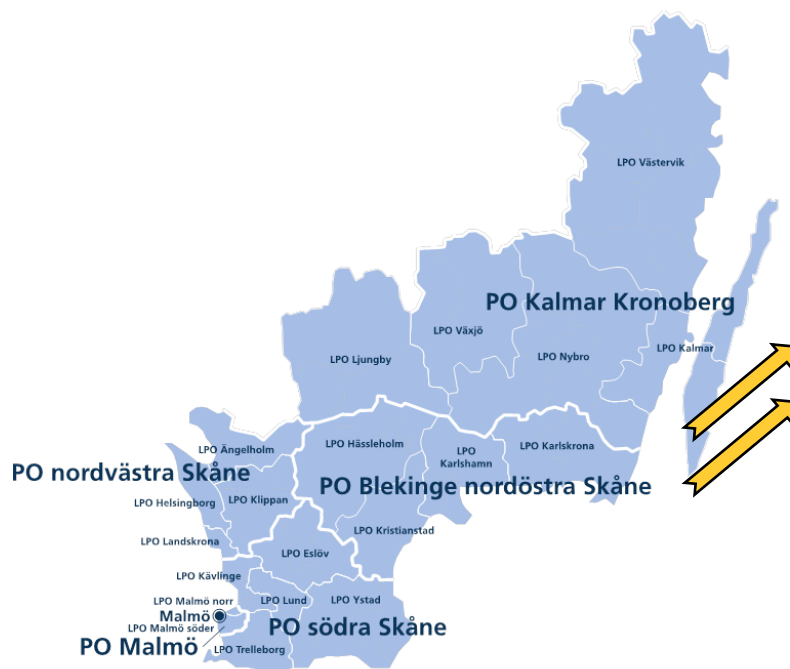 LPO Västervik
PO Kalmar Kronoberg
LPO Växjö
LPO Kalmar
LPO Ljungby
LPO Nybro
LPO Ängelholm
LPO Hässleholm
LPO
Karlshamn
LPO Karlskrona
PO nordvästra Skåne
PO Blekinge nordöstra Skåne
LPO Klippan
LPO Helsingborg
LPO Kristianstad
LPO Landskrona
LPO Eslöv
LPO Kävlinge
LPO Malmö norr
LPO Lund
LPO Ystad
Malmö
LPO Malmö söder
PO södra Skåne
PO Malmö
LPO Trelleborg